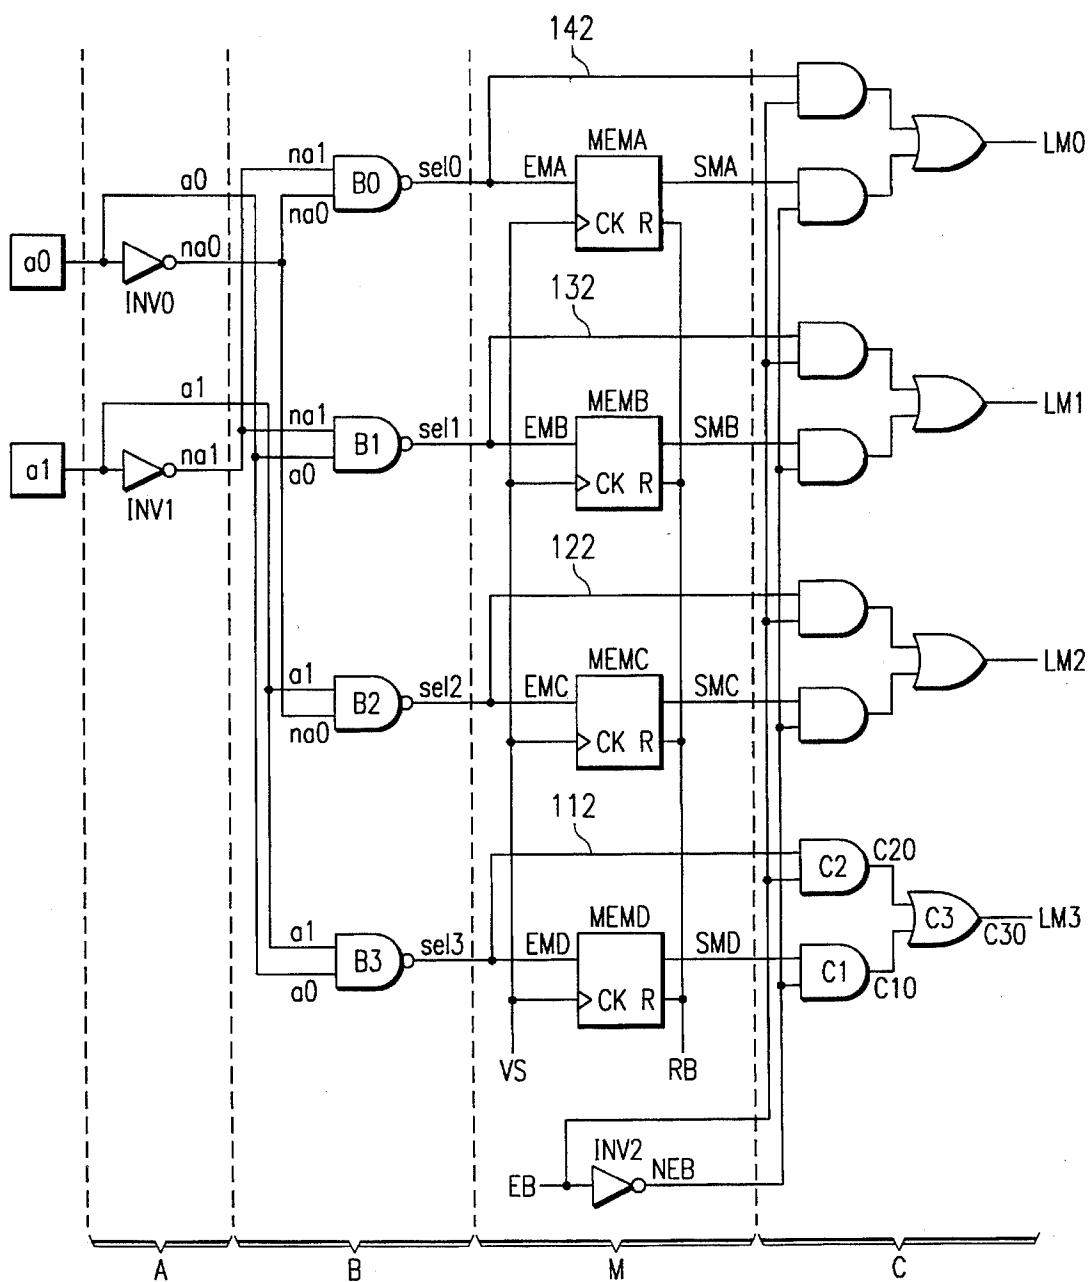 142
MEMA
na1
B0
sel0
EMA
SMA
LM0
a0
na0
CK R
a0
na0
INV0
132
a1
MEMB
na1
B1
sel1
EMB
SMB
LM1
a1
na1
a0
CK R
INV1
122
MEMC
a1
B2
sel2
EMC
SMC
LM2
na0
CK R
112
C2
C20
MEMD
a1
B3
sel3
EMD
SMD
C3
LM3
C30
a0
CK R
C1
C10
VS
RB
INV2
EB
NEB
A
B
M
C